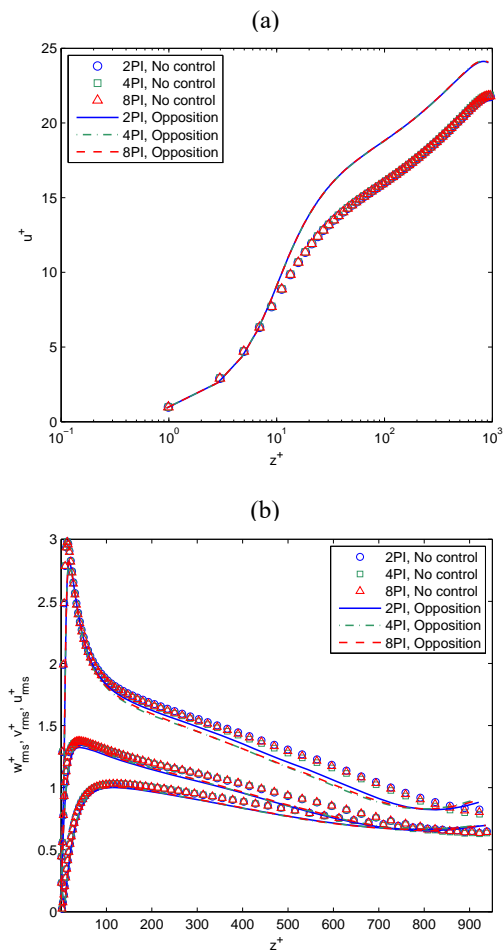 (a)
25
20
15
10
5
0
u+
2PI, No control
4PI, No control
8PI, No control
2PI, Opposition
4PI, Opposition
8PI, Opposition
10−1
100
101
102
103
z+
(b)
3
2.5
2
1.5
1
0.5
0
w+rms, v+rms, u+rms
2PI, No control
4PI, No control
8PI, No control
2PI, Opposition
4PI, Opposition
8PI, Opposition
100 200 300 400 500 600 700 800 900
z+